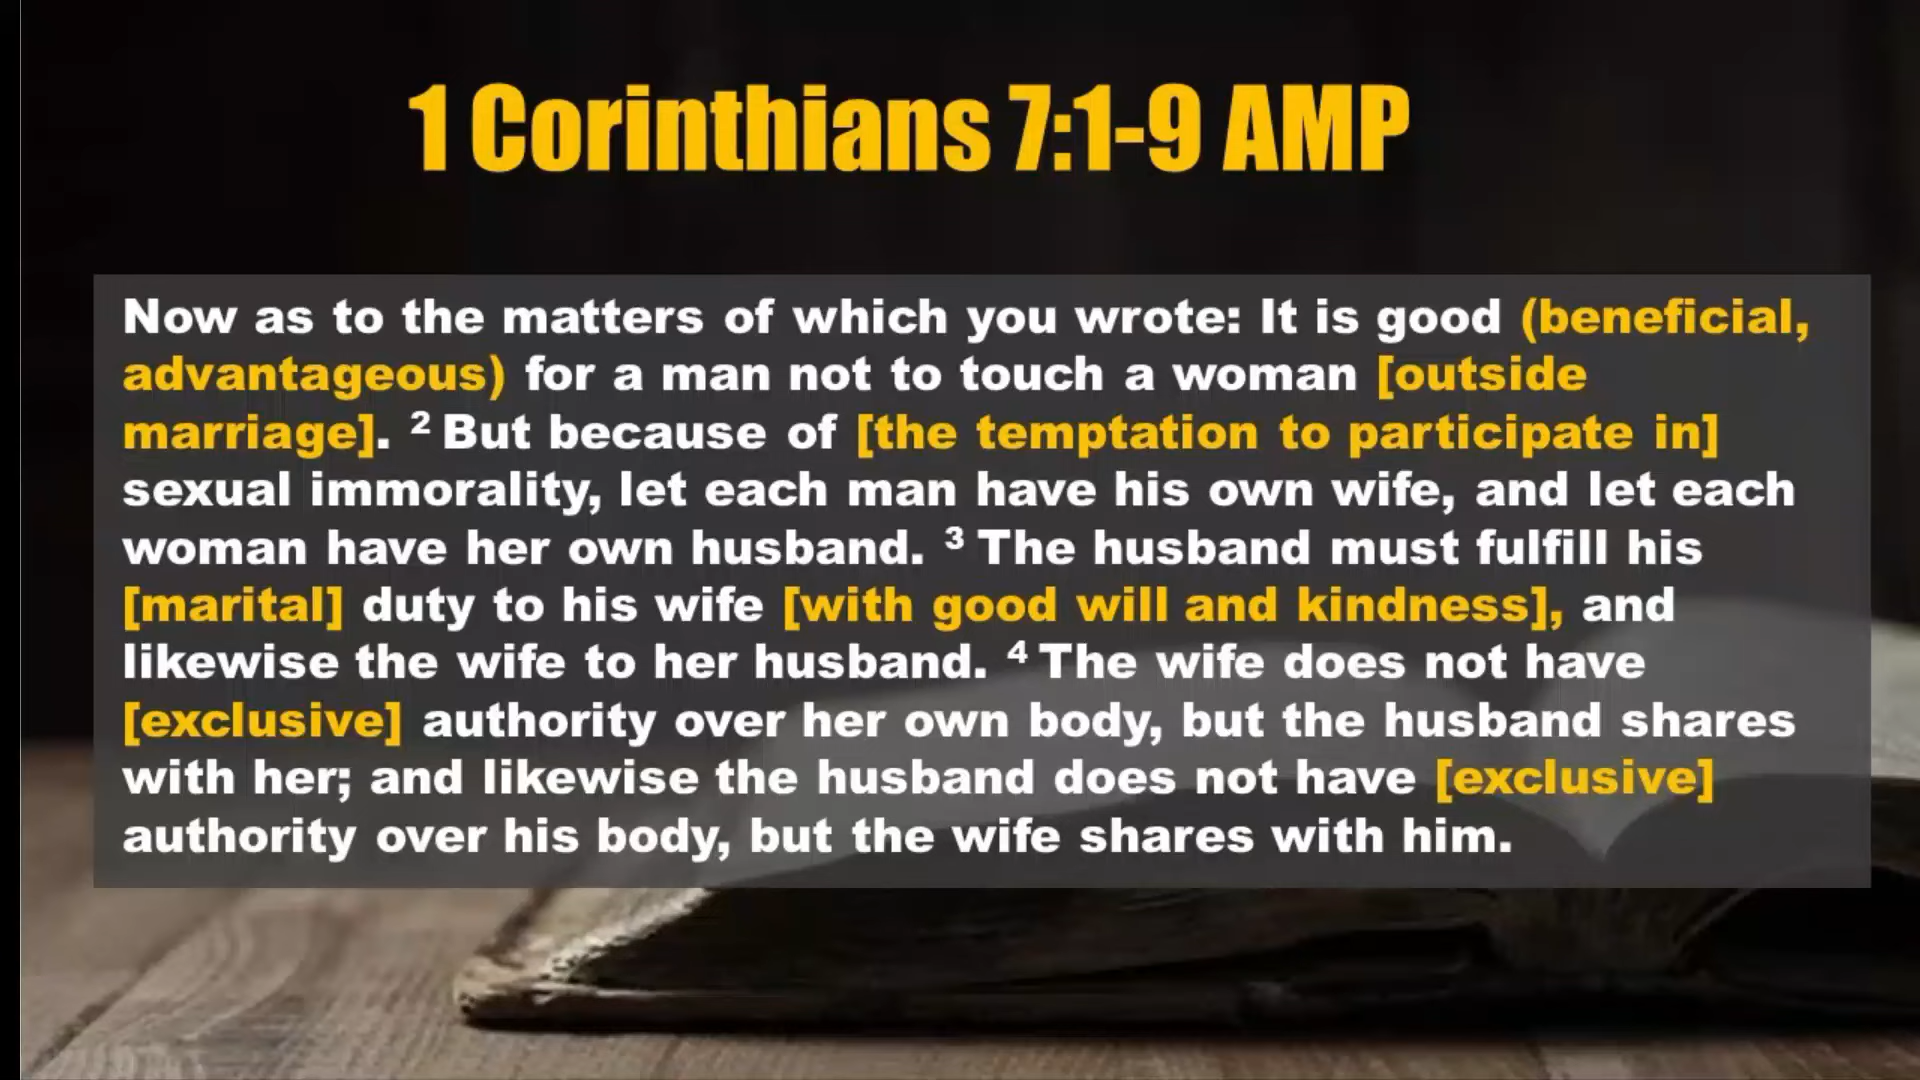 1 Corinthians 7:1-9 AMP
Now as to the matters of which you wrote: It is good (beneficial,
advantageous) for a man not to touch a woman [outside
marriage]. ² But because of [the temptation to participate in]
sexual immorality, let each man have his own wife, and let each
woman have her own husband. ³ The husband must fulfill his
[marital] duty to his wife [with good will and kindness], and
likewise the wife to her husband. ⁴ The wife does not have
[exclusive] authority over her own body, but the husband shares
with her; and likewise the husband does not have [exclusive]
authority over his body, but the wife shares with him.